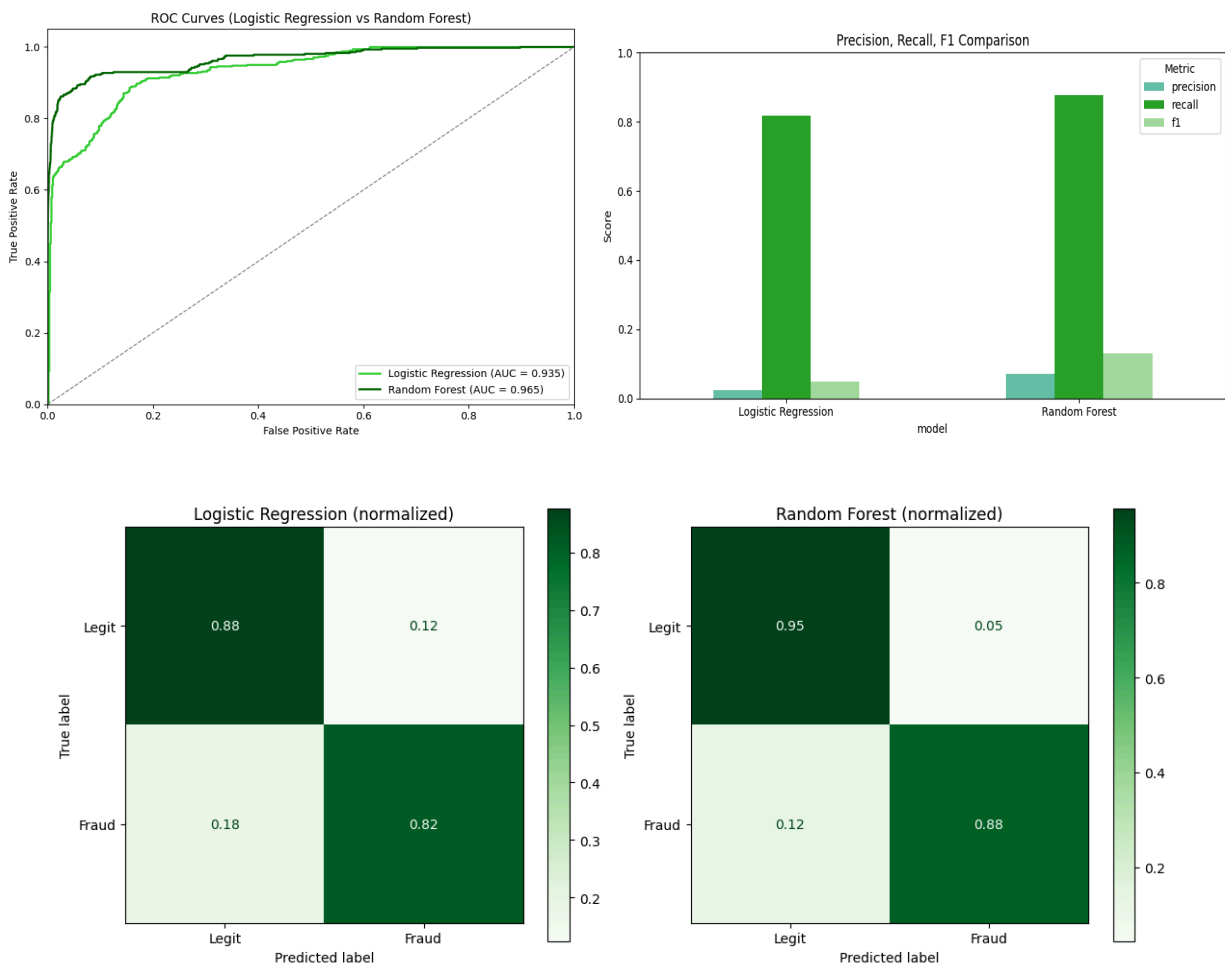 ROC Curves (Logistic Regression vs Random Forest)
1.0
0.8
0.6
0.4
0.2
0.0
True Positive Rate
0.0 0.2 0.4 0.6 0.8 1.0
False Positive Rate
Logistic Regression (AUC = 0.935)
Random Forest (AUC = 0.965)
Precision, Recall, F1 Comparison
1.0
0.8
0.6
0.4
0.2
0.0
Score
Metric
precision
recall
f1
Logistic Regression Random Forest
model
Logistic Regression (normalized)
True label
Legit 0.88 0.12
Fraud 0.18 0.82
Legit Fraud
Predicted label
0.8
0.7
0.6
0.5
0.4
0.3
0.2
Random Forest (normalized)
True label
Legit 0.95 0.05
Fraud 0.12 0.88
Legit Fraud
Predicted label
0.8
0.6
0.4
0.2